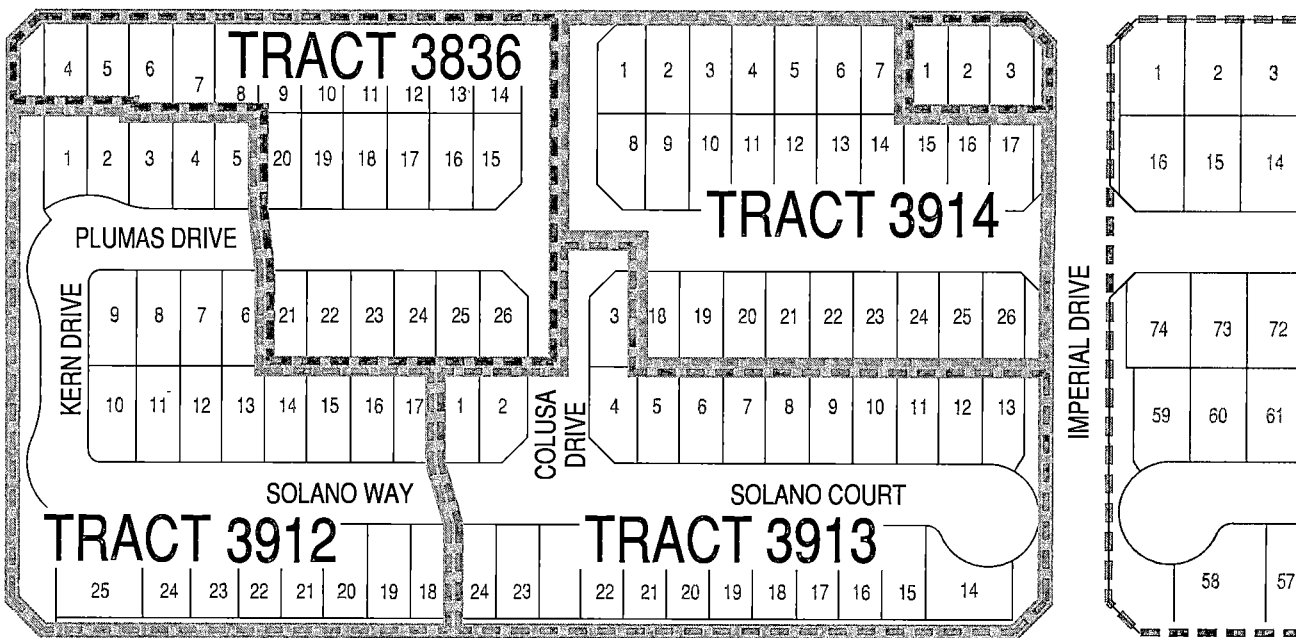 TRACT 3836
4 5 6 7 8 9 10 11 12 13 14
1 2 3 4 5 20 19 18 17 16 15
PLUMAS DRIVE
KERN DRIVE
9 8 7 6 21 22 23 24 25 26
10 11 12 13 14 15 16 17 1 2
COLUSA
DRIVE
SOLANO WAY
TRACT 3912
25 24 23 22 21 20 19 18
1 2 3 4 5 6 7 1 2 3
8 9 10 11 12 13 14 15 16 17
TRACT 3914
3 18 19 20 21 22 23 24 25 26
4 5 6 7 8 9 10 11 12 13
SOLANO COURT
TRACT 3913
24 23 22 21 20 19 18 17 16 15 14
IMPERIAL DRIVE
1 2 3
16 15 14
74 73 72
59 60 61
58 57